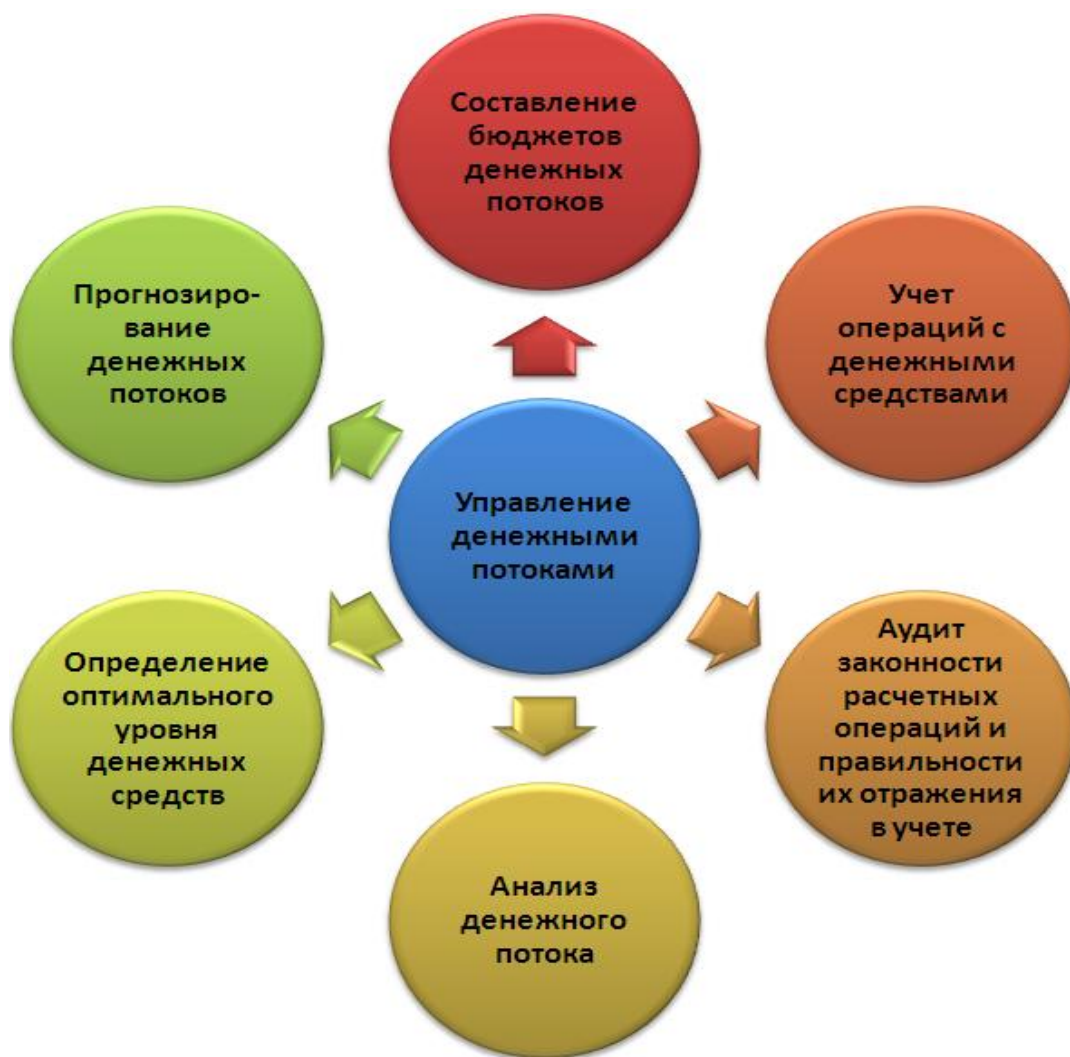 Составление
бюджетов
денежных
потоков
Прогнозиро-
вание
денежных
потоков
Учет
операций с
денежными
средствами
Управление
денежными
потоками
Определение
оптимального
уровня
денежных
средств
Аудит
законности
расчетных
операций и
правильности
их отражения
в учете
Анализ
денежного
потока